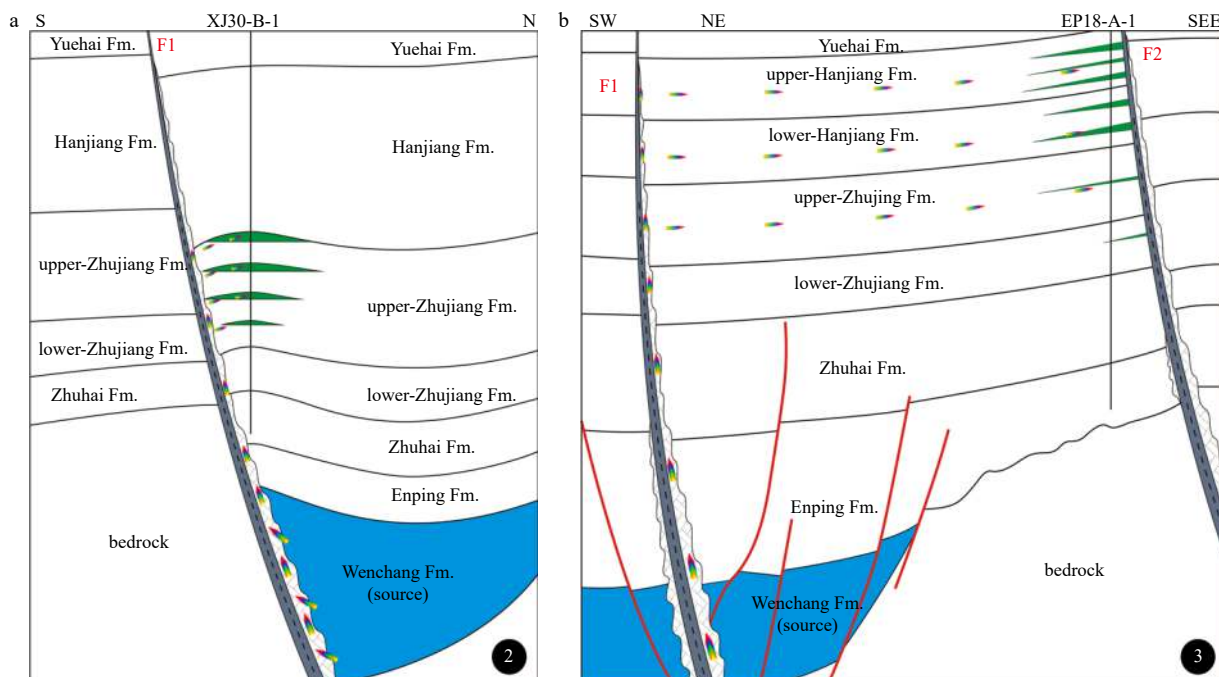 a
S
XJ30-B-1
N
Yuehai Fm.
F1
Yuehai Fm.
Hanjiang Fm.
Hanjiang Fm.
upper-Zhujiang Fm.
upper-Zhujiang Fm.
lower-Zhujiang Fm.
lower-Zhujiang Fm.
Zhuhai Fm.
Zhuhai Fm.
Enping Fm.
bedrock
Wenchang Fm.
(source)
2
b
SW
NE
EP18-A-1
SEE
Yuehai Fm.
F2
upper-Hanjiang Fm.
F1
lower-Hanjiang Fm.
upper-Zhujing Fm.
lower-Zhujiang Fm.
Zhuhai Fm.
Enping Fm.
bedrock
Wenchang Fm.
(source)
3